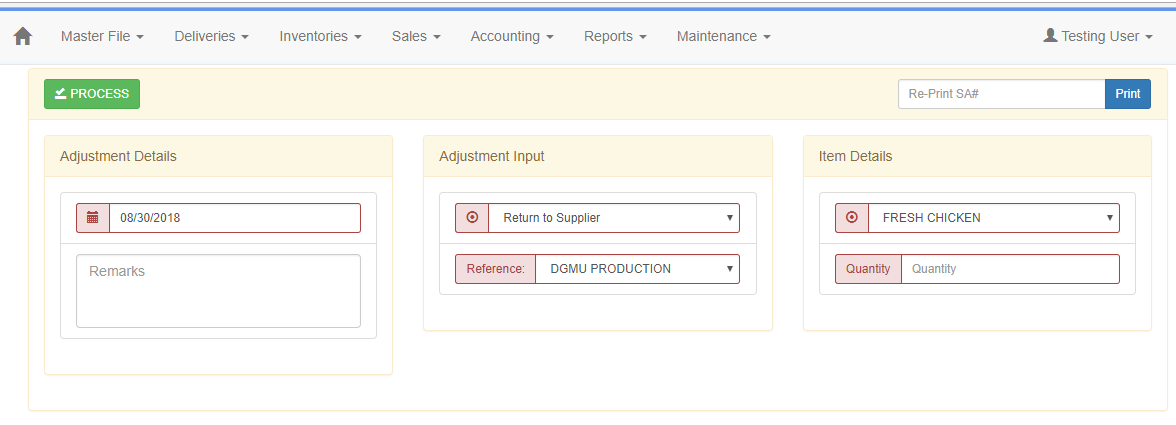 Master File Deliveries Inventories Sales Accounting Reports Maintenance Testing User
PROCESS Re-Print SA# Print
Adjustment Details
08/30/2018
Remarks
Adjustment Input
Return to Supplier
Reference: DGMU PRODUCTION
Item Details
FRESH CHICKEN
Quantity Quantity